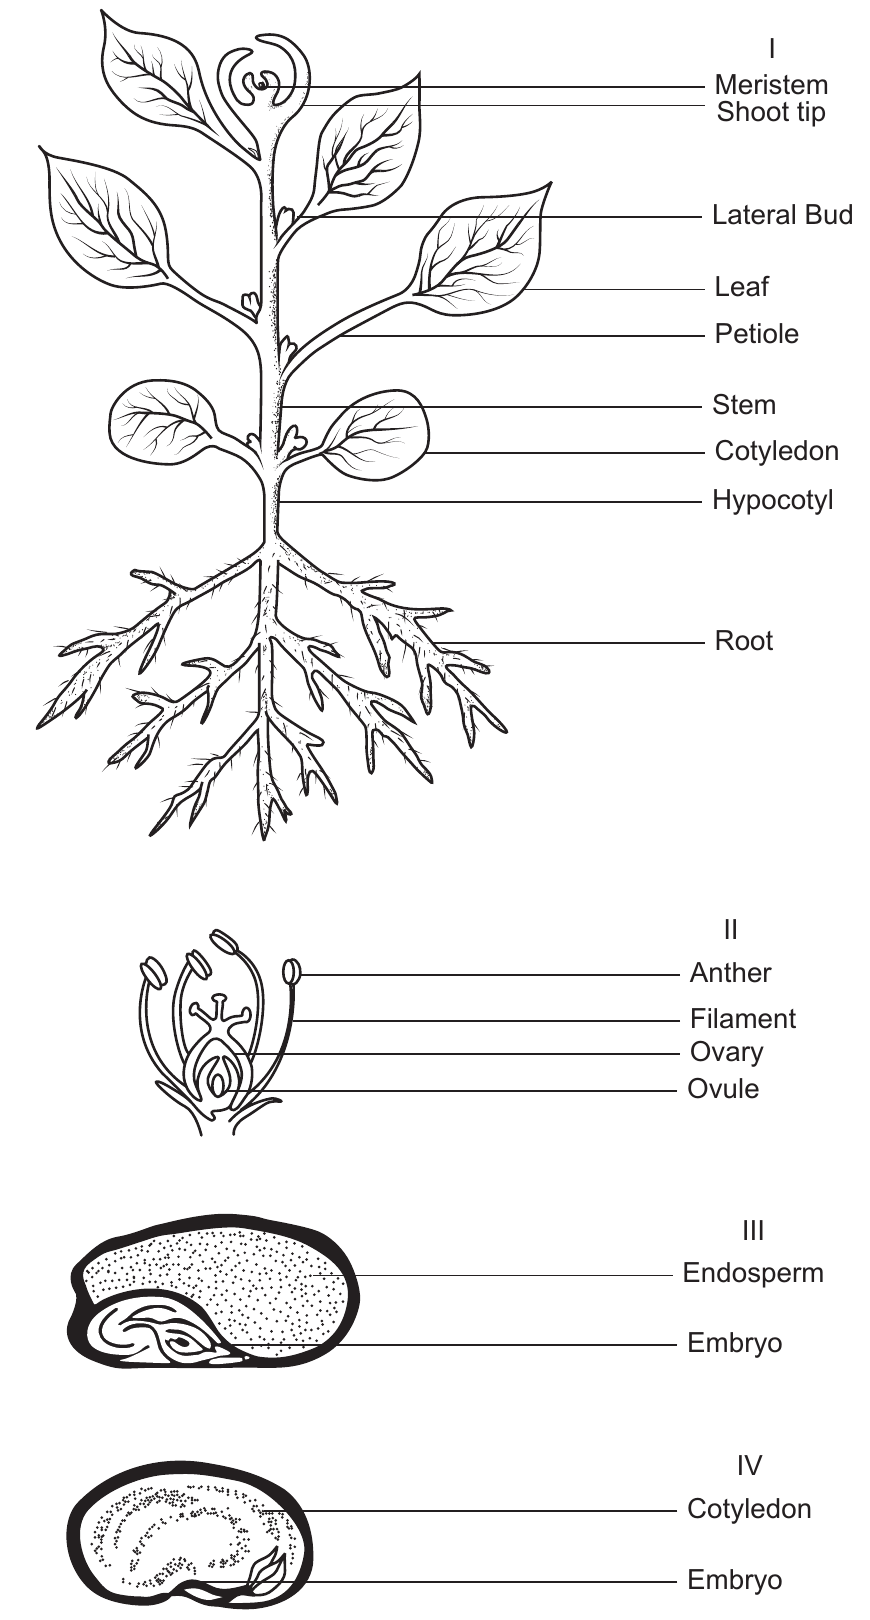 I
Meristem
Shoot tip
Lateral Bud
Leaf
Petiole
Stem
Cotyledon
Hypocotyl
Root
II
Anther
Filament
Ovary
Ovule
III
Endosperm
Embryo
IV
Cotyledon
Embryo